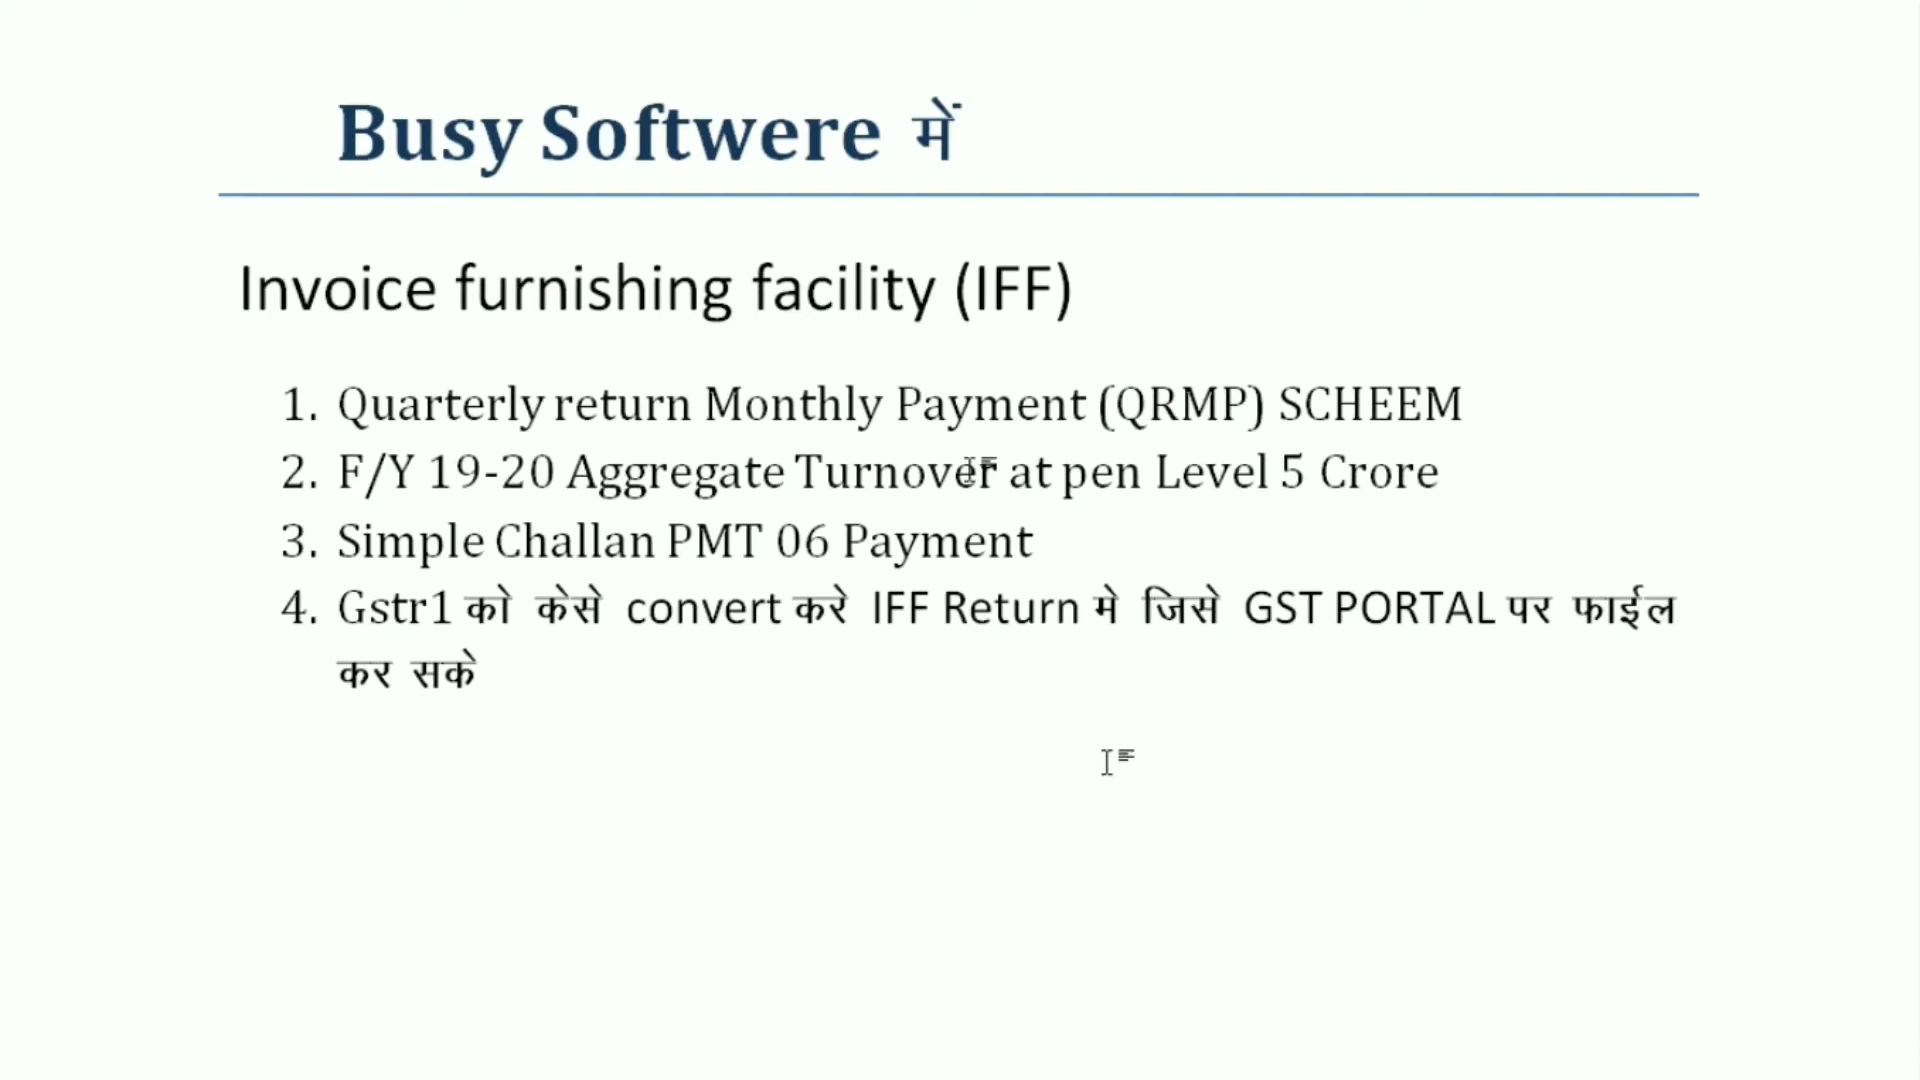 Busy Softwere में
Invoice furnishing facility (IFF)
1. Quarterly return Monthly Payment (QRMP) SCHEEM
2. F/Y 19-20 Aggregate Turnover at pen Level 5 Crore
3. Simple Challan PMT 06 Payment
4. Gstr1 को केसे convert करे IFF Return मे जिसे GST PORTAL पर फाईल
कर सके